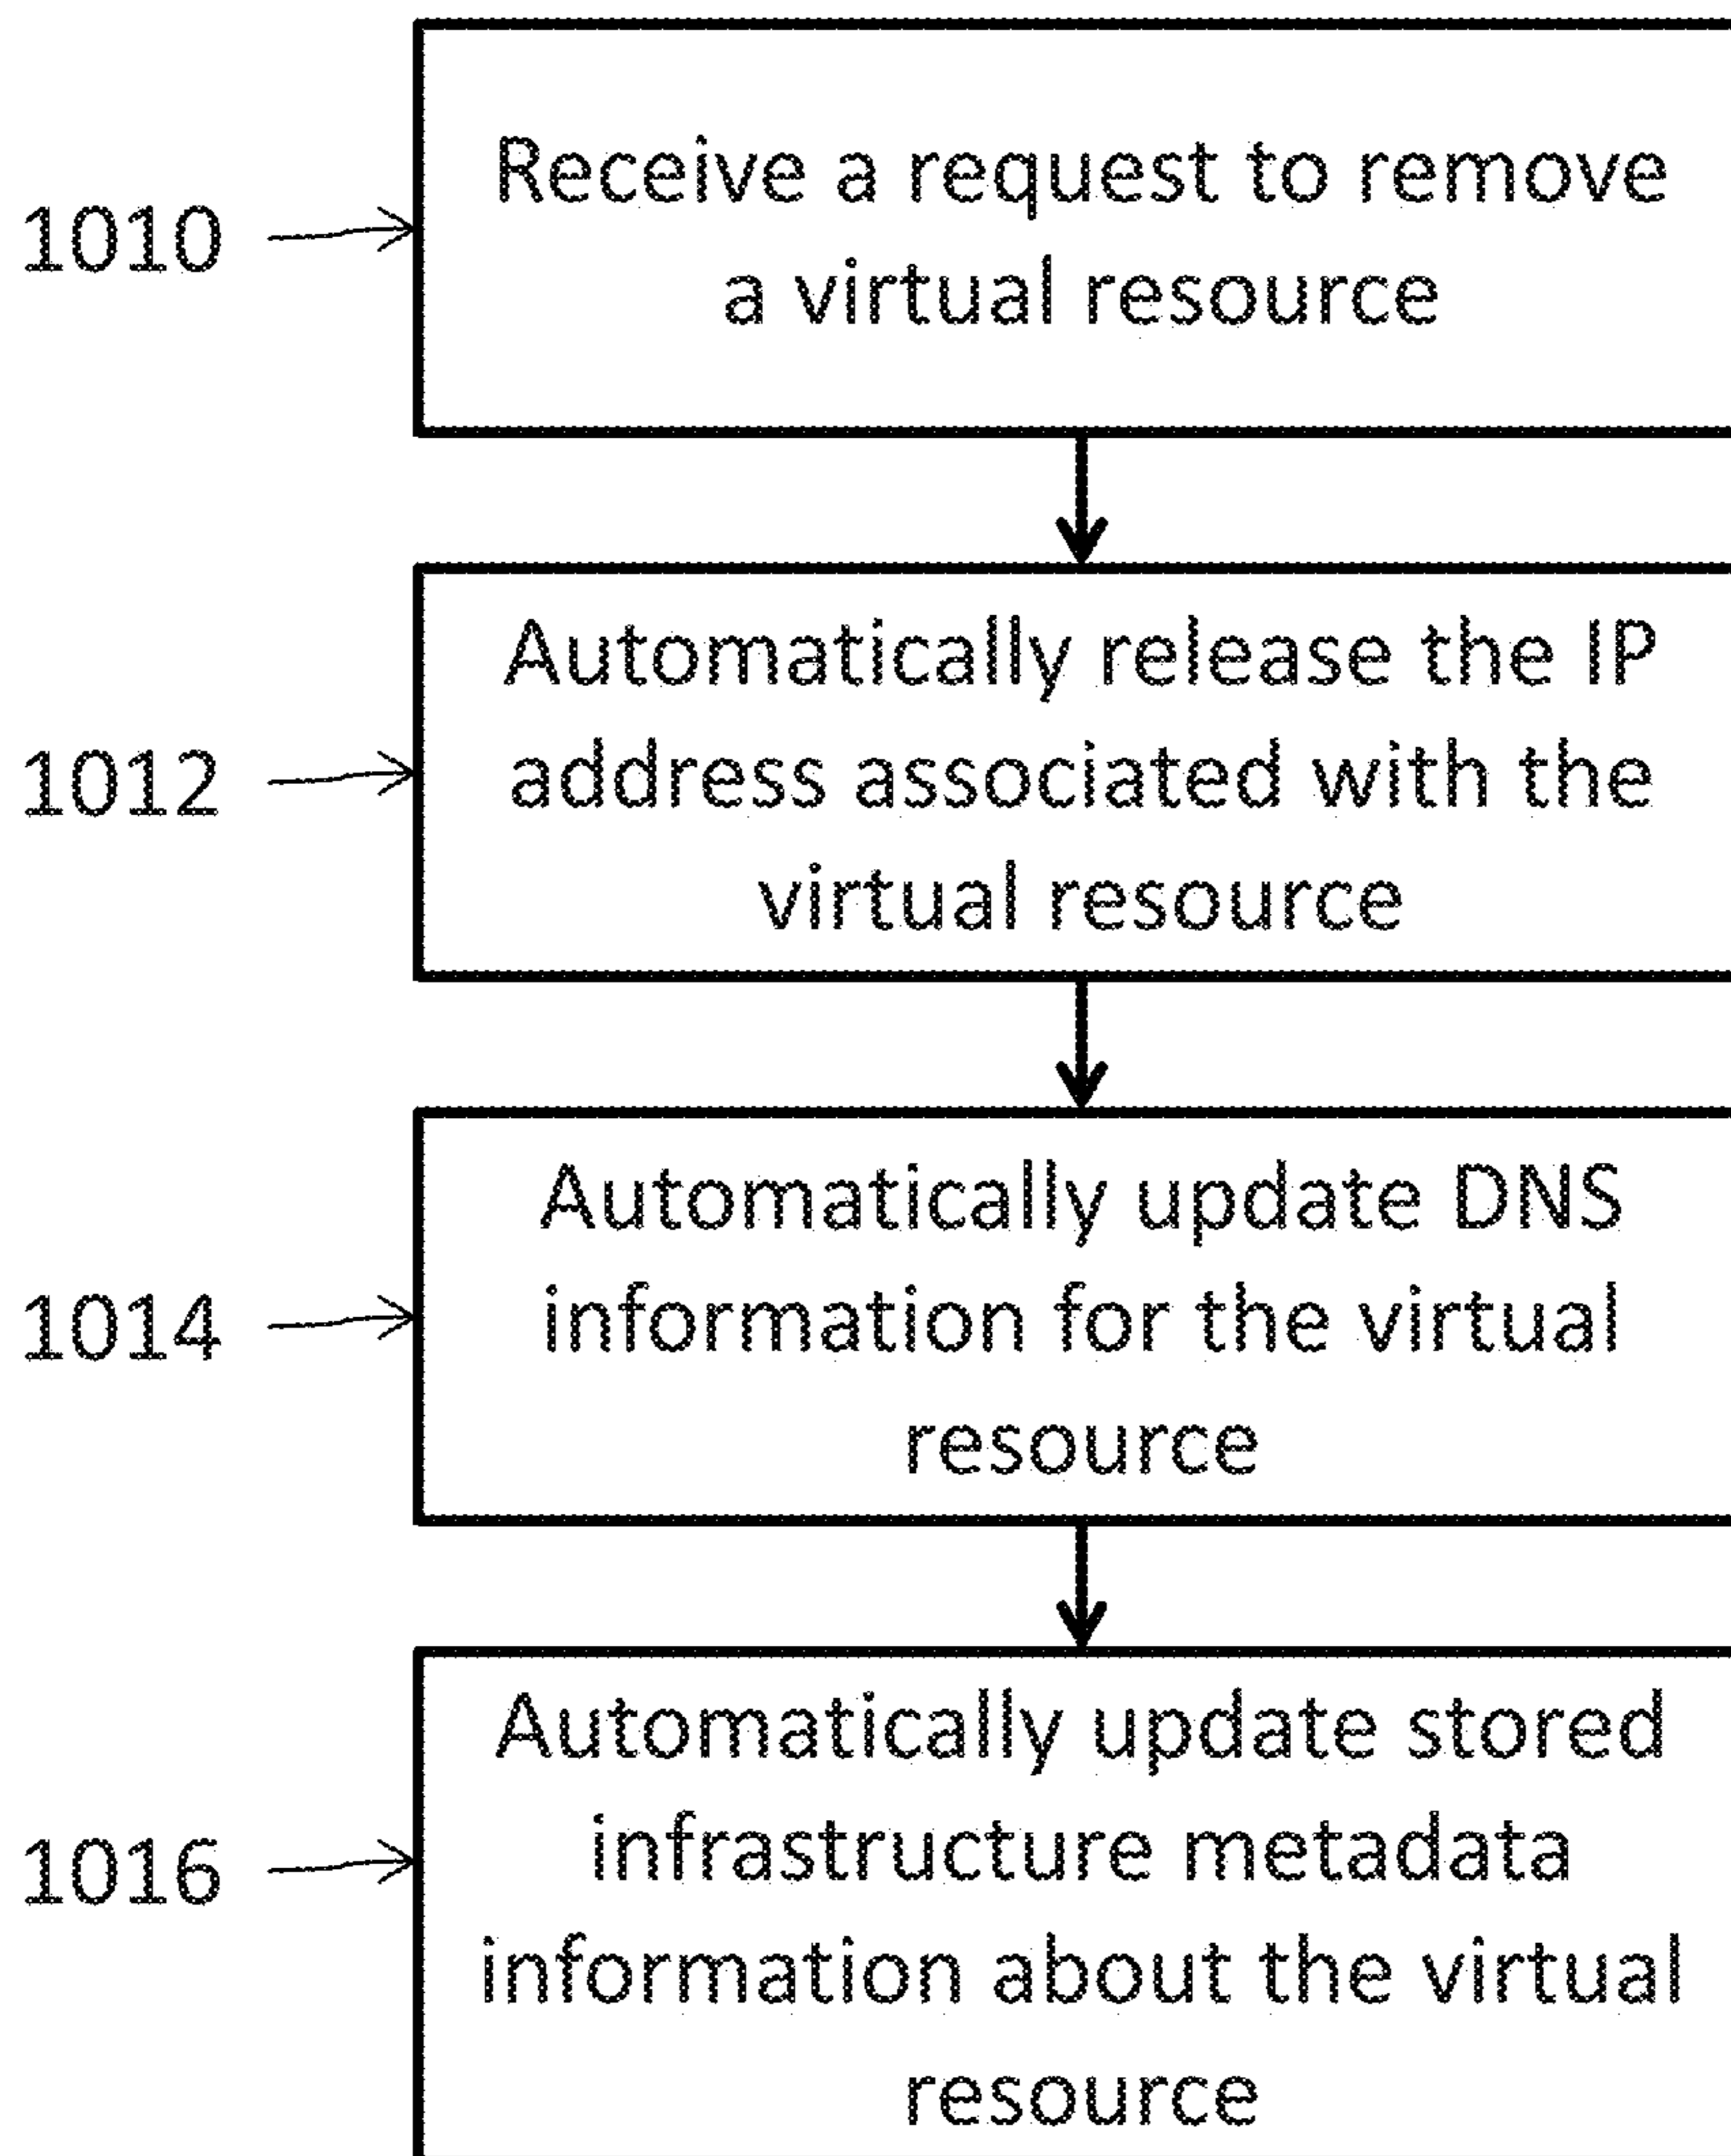 1010
Receive a request to remove
a virtual resource
1012
Automatically release the IP
address associated with the
virtual resource
1014
Automatically update DNS
information for the virtual
resource
1016
Automatically update stored
infrastructure metadata
information about the virtual
resource